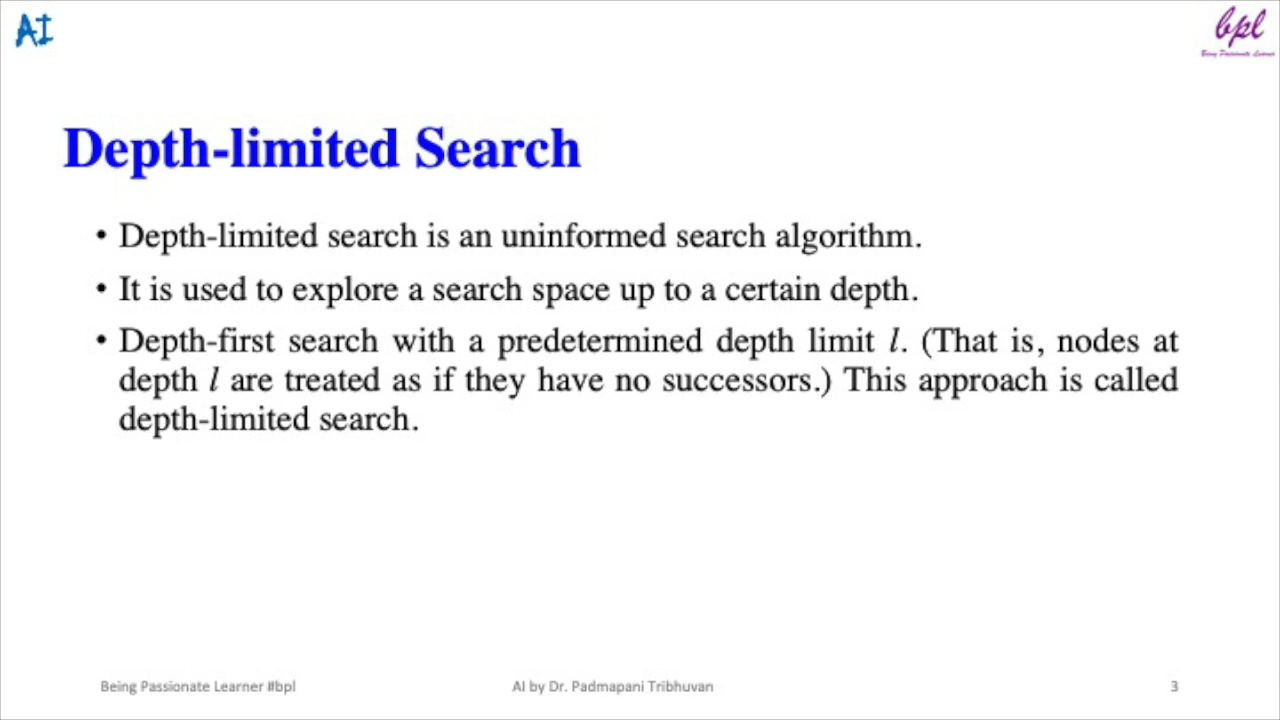 AI
bpl
Being Passionate Learner
Depth-limited Search
• Depth-limited search is an uninformed search algorithm.
• It is used to explore a search space up to a certain depth.
• Depth-first search with a predetermined depth limit l. (That is, nodes at
depth l are treated as if they have no successors.) This approach is called
depth-limited search.
Being Passionate Learner #bpl
AI by Dr. Padmapani Tribhuvan
3